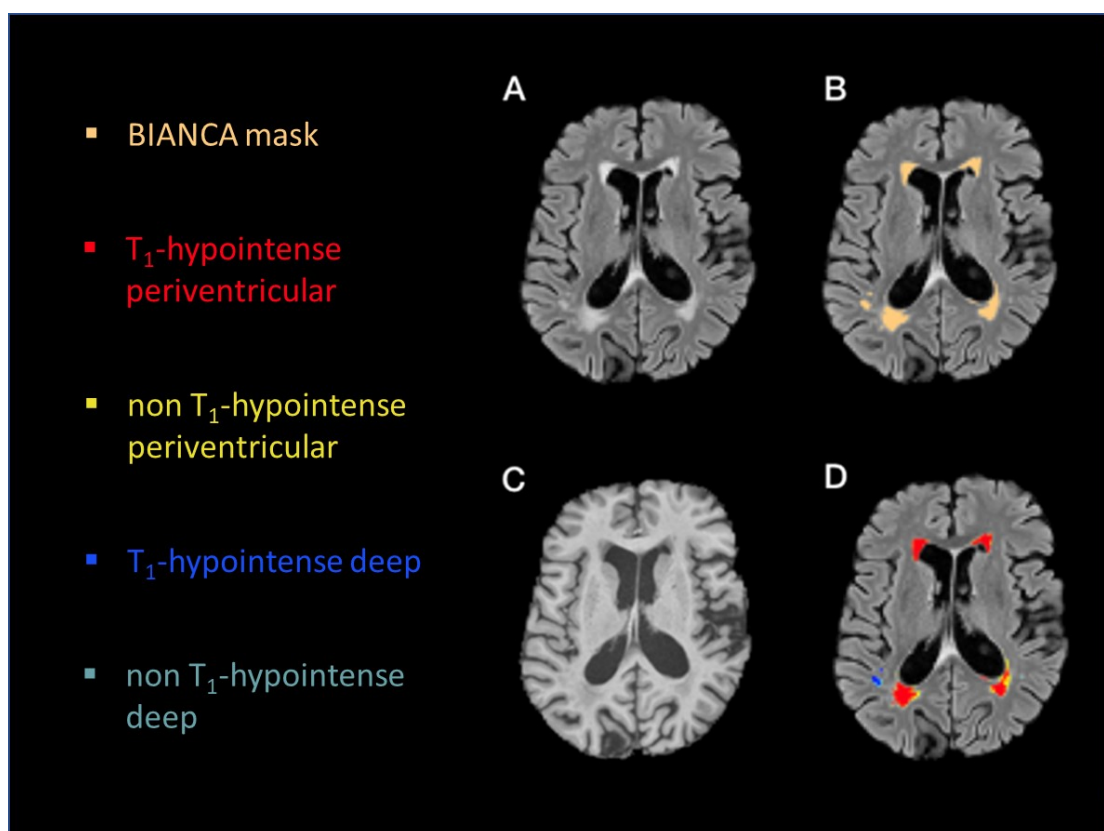 ▪ BIANCA mask
▪ T₁-hypointense
periventricular
▪ non T₁-hypointense
periventricular
▪ T₁-hypointense deep
▪ non T₁-hypointense
deep
A
B
C
D